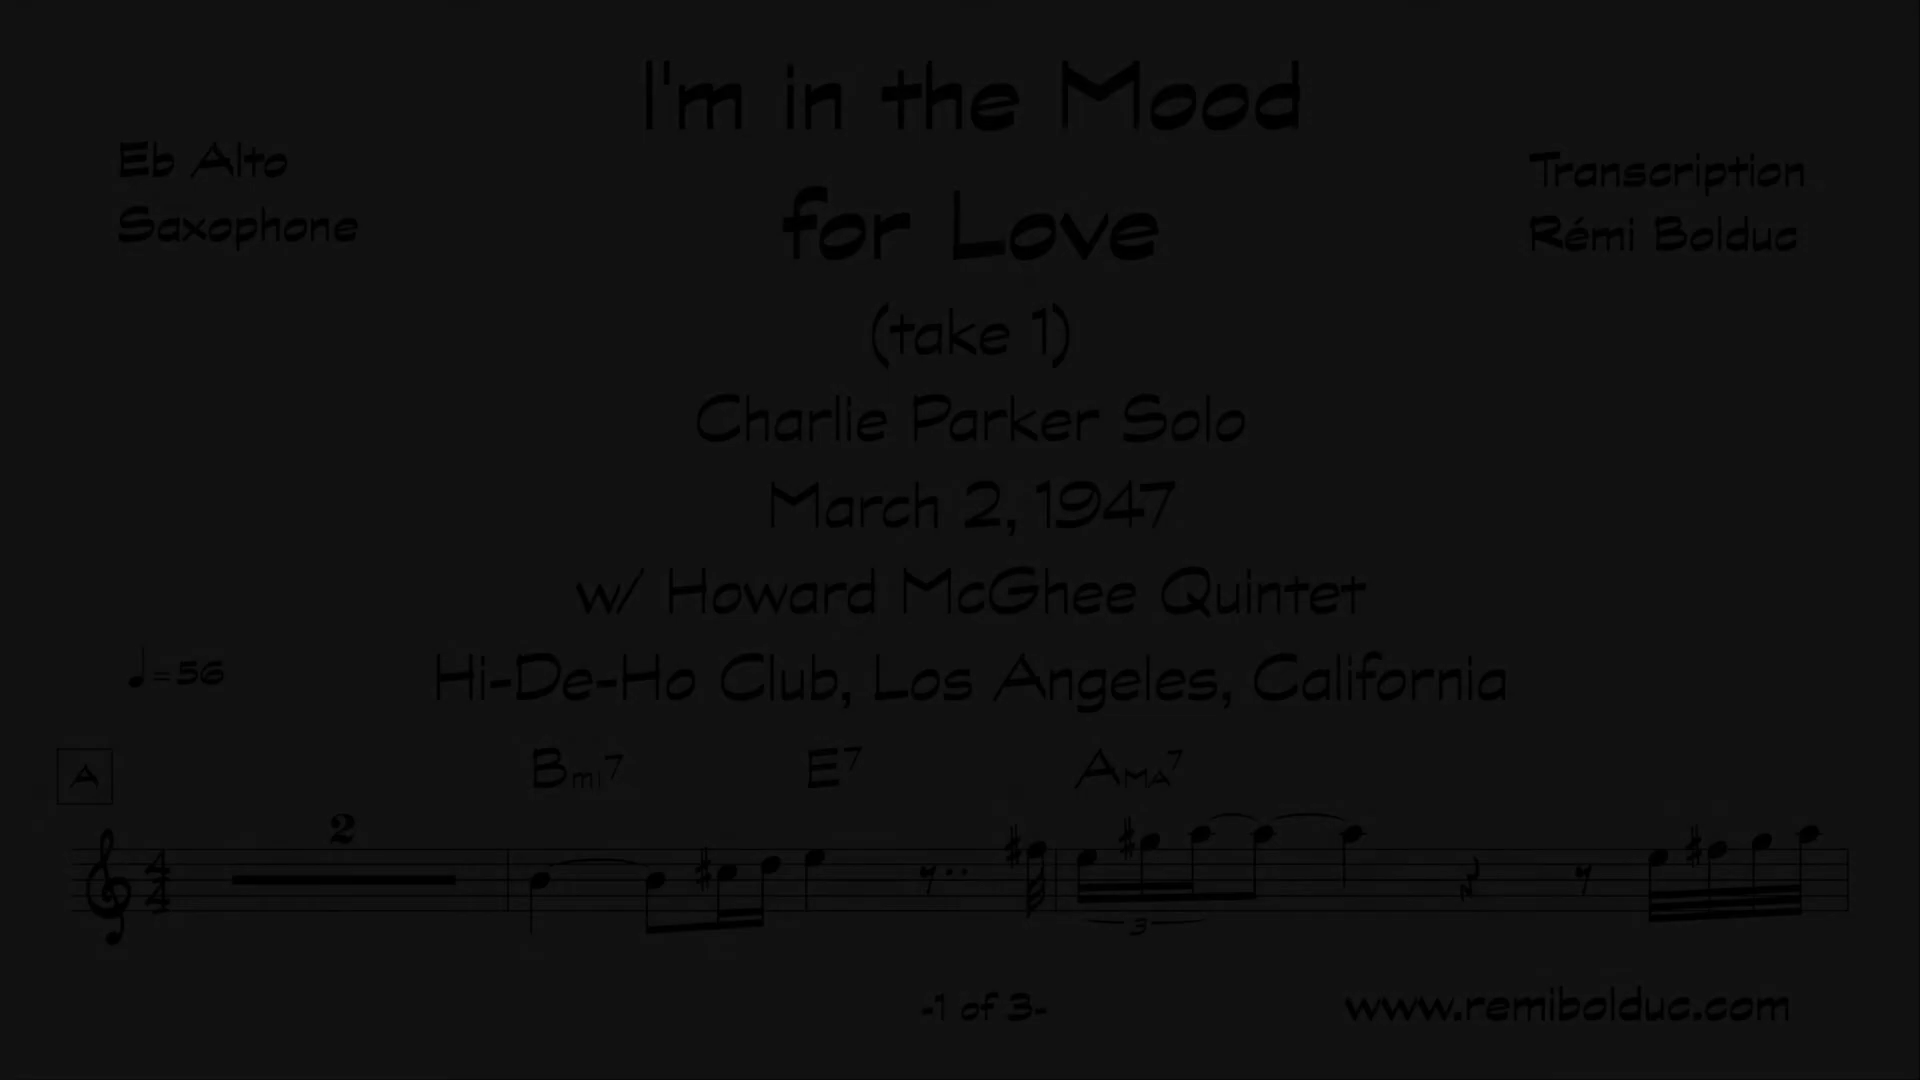 I'm in the Mood
for Love
Eb Alto
Saxophone
Transcription
Rémi Bolduc
(take 1)
Charlie Parker Solo
March 2, 1947
w/ Howard McGhee Quintet
Hi-De-Ho Club, Los Angeles, California
♩=56
A
Bmi7 E7 AMA7
2
4
4
3
-1 of 3-
www.remibolduc.com